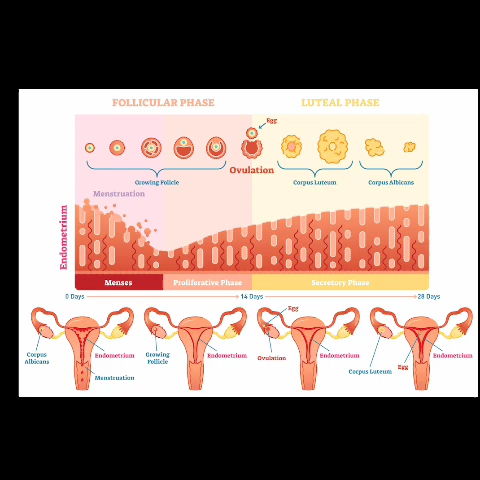 FOLLICULAR PHASE
LUTEAL PHASE
Egg
Ovulation
Growing Follicle
Corpus Luteum
Corpus Albicans
Menstruation
Endometrium
Menses
Proliferative Phase
Secretory Phase
0 Days
14 Days
28 Days
Egg
Corpus
Albicans
Endometrium
Menstruation
Growing
Follicle
Endometrium
Ovulation
Endometrium
Corpus Luteum
Egg
Endometrium